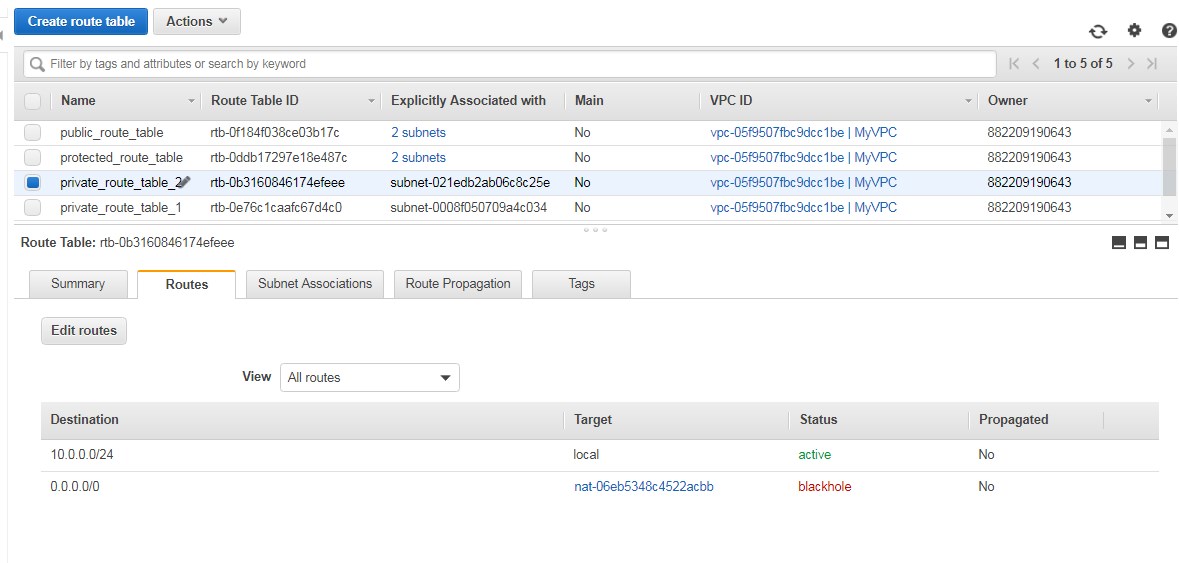 Create route table Actions
Filter by tags and attributes or search by keyword 1 to 5 of 5
Name Route Table ID Explicitly Associated with Main VPC ID Owner
public_route_table rtb-0f184f038ce03b17c 2 subnets No vpc-05f9507fbc9dcc1be | MyVPC 882209190643
protected_route_table rtb-0ddb17297e18e487c 2 subnets No vpc-05f9507fbc9dcc1be | MyVPC 882209190643
private_route_table_2 rtb-0b3160846174efeee subnet-021edb2ab06c8c25e No vpc-05f9507fbc9dcc1be | MyVPC 882209190643
private_route_table_1 rtb-0e76c1caafc67d4c0 subnet-0008f050709a4c034 No vpc-05f9507fbc9dcc1be | MyVPC 882209190643
Route Table: rtb-0b3160846174efeee
Summary Routes Subnet Associations Route Propagation Tags
Edit routes
View All routes
Destination Target Status Propagated
10.0.0.0/24 local active No
0.0.0.0/0 nat-06eb5348c4522acbb blackhole No